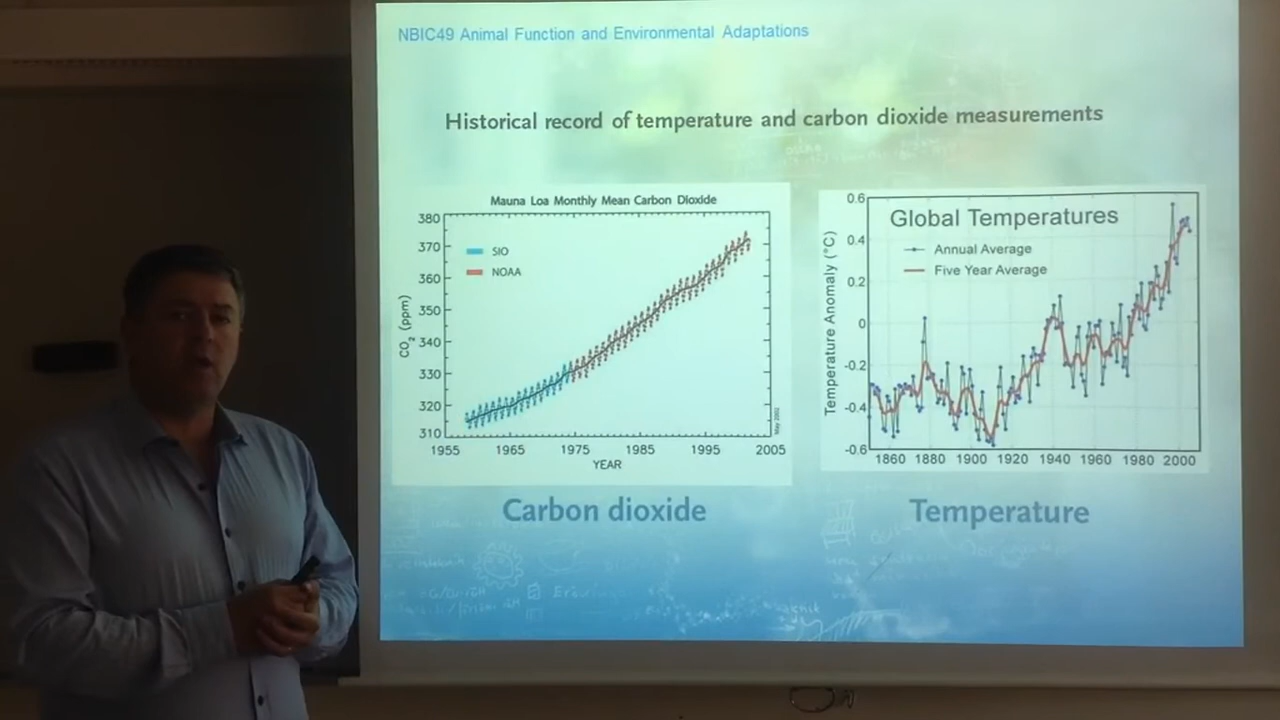 NBIC49 Animal Function and Environmental Adaptations
Historical record of temperature and carbon dioxide measurements
Mauna Loa Monthly Mean Carbon Dioxide
380
370
360
350
340
330
320
310
CO2 (ppm)
SIO
NOAA
May 2002
1955 1965 1975 1985 1995 2005
YEAR
Carbon dioxide
Global Temperatures
Annual Average
Five Year Average
0.6
0.4
0.2
0
-0.2
-0.4
-0.6
Temperature Anomaly (°C)
1860 1880 1900 1920 1940 1960 1980 2000
Temperature